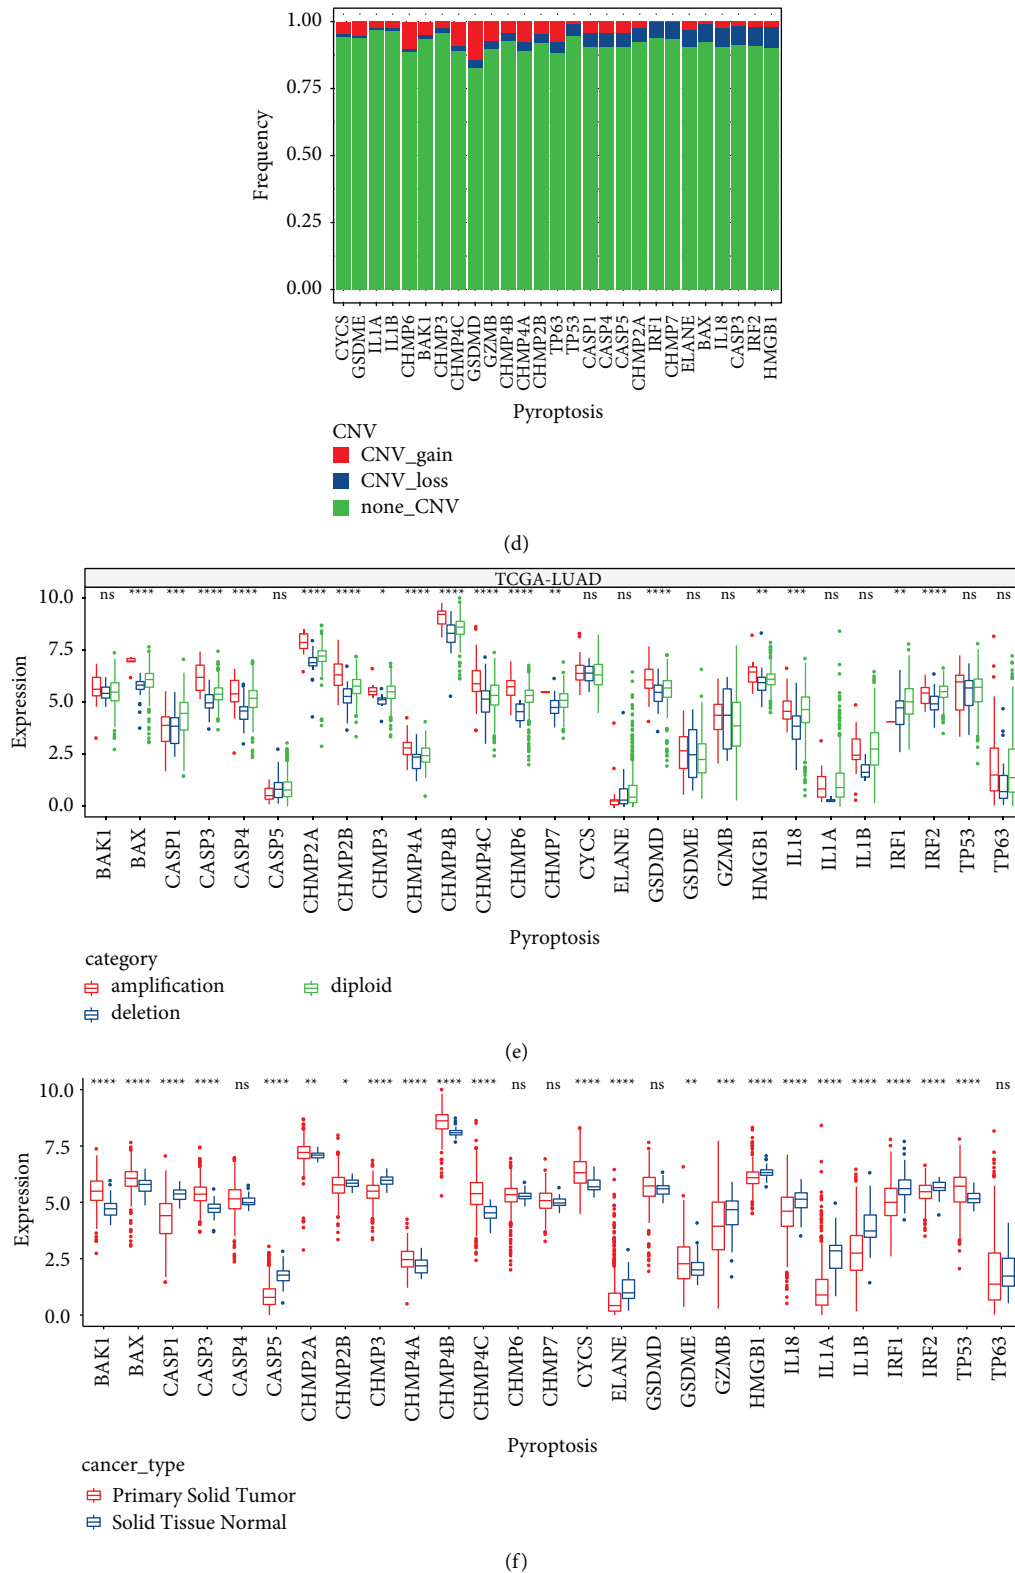 1.00
0.75
0.50
0.25
0.00
Frequency
CYCS
GSDME
IL1A
IL1B
CHMP6
BAK1
CHMP3
CHMP4C
GSDMD
GZMB
CHMP4B
CHMP4A
CHMP2B
TP63
TP53
CASP1
CASP4
CASP5
CHMP2A
IRF1
CHMP7
ELANE
BAX
IL18
CASP3
IRF2
HMGB1
Pyroptosis
CNV
CNV_gain
CNV_loss
none_CNV
(d)
TCGA-LUAD
ns **** *** **** **** ns **** **** * **** **** **** **** ** ns ns **** ns ns ** *** ns ns ** **** ns ns
10.0
7.5
5.0
2.5
0.0
Expression
BAK1
BAX
CASP1
CASP3
CASP4
CASP5
CHMP2A
CHMP2B
CHMP3
CHMP4A
CHMP4B
CHMP4C
CHMP6
CHMP7
CYCS
ELANE
GSDMD
GSDME
GZMB
HMGB1
IL18
IL1A
IL1B
IRF1
IRF2
TP53
TP63
Pyroptosis
category
amplification
diploid
deletion
(e)
**** **** **** **** ns **** ** * **** **** **** **** ns ns **** **** ns ** *** **** **** **** **** **** **** **** ns
10.0
7.5
5.0
2.5
0.0
Expression
BAK1
BAX
CASP1
CASP3
CASP4
CASP5
CHMP2A
CHMP2B
CHMP3
CHMP4A
CHMP4B
CHMP4C
CHMP6
CHMP7
CYCS
ELANE
GSDMD
GSDME
GZMB
HMGB1
IL18
IL1A
IL1B
IRF1
IRF2
TP53
TP63
Pyroptosis
cancer_type
Primary Solid Tumor
Solid Tissue Normal
(f)